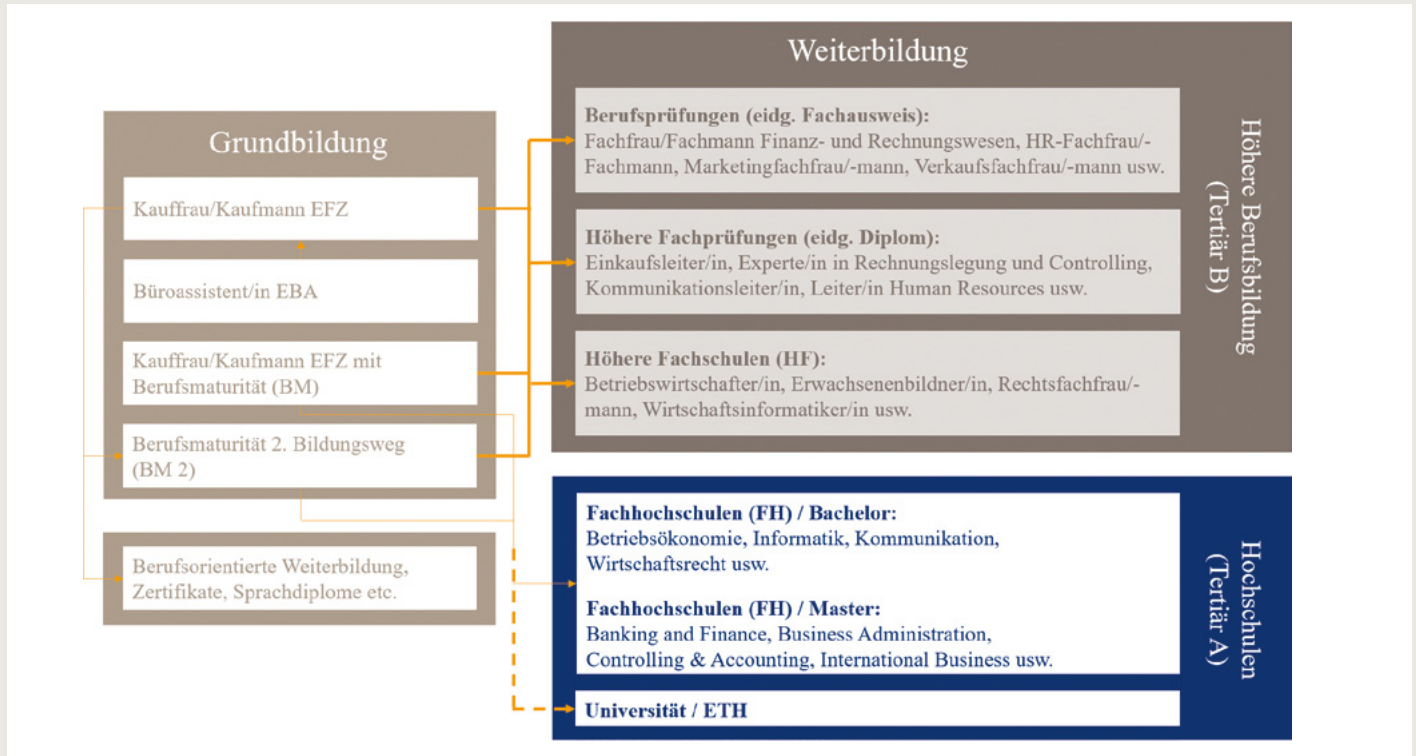 Grundbildung
Kauffrau/Kaufmann EFZ
Büroassistent/in EBA
Kauffrau/Kaufmann EFZ mit
Berufsmaturität (BM)
Berufsmaturität 2. Bildungsweg
(BM 2)
Berufsorientierte Weiterbildung,
Zertifikate, Sprachdiplome etc.
Weiterbildung
Berufsprüfungen (eidg. Fachausweis):
Fachfrau/Fachmann Finanz- und Rechnungswesen, HR-Fachfrau/-
Fachmann, Marketingfachfrau/-mann, Verkaufsfachfrau/-mann usw.
Höhere Fachprüfungen (eidg. Diplom):
Einkaufsleiter/in, Experte/in in Rechnungslegung und Controlling,
Kommunikationsleiter/in, Leiter/in Human Resources usw.
Höhere Fachschulen (HF):
Betriebswirtschafter/in, Erwachsenenbildner/in, Rechtsfachfrau/-
mann, Wirtschaftsinformatiker/in usw.
Höhere Berufsbildung
(Tertiär B)
Fachhochschulen (FH) / Bachelor:
Betriebsökonomie, Informatik, Kommunikation,
Wirtschaftsrecht usw.
Fachhochschulen (FH) / Master:
Banking and Finance, Business Administration,
Controlling & Accounting, International Business usw.
Universität / ETH
Hochschulen
(Tertiär A)